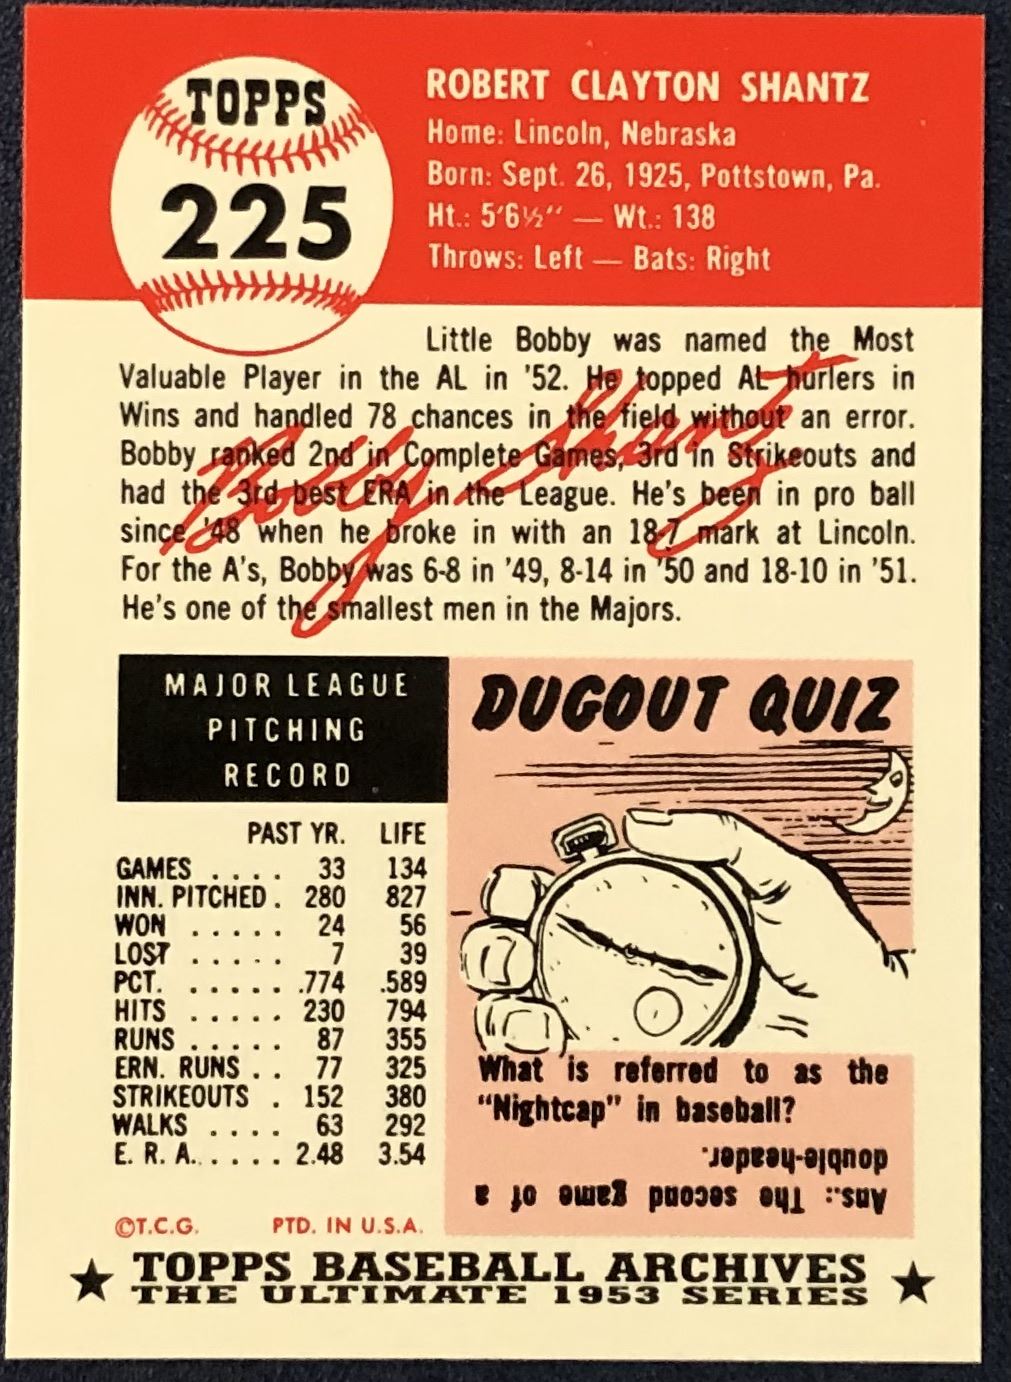 TOPPS
225
ROBERT CLAYTON SHANTZ
Home: Lincoln, Nebraska
Born: Sept. 26, 1925, Pottstown, Pa.
Ht.: 5'6½" — Wt.: 138
Throws: Left — Bats: Right
Little Bobby was named the Most
Valuable Player in the AL in '52. He topped AL hurlers in
Wins and handled 78 chances in the field without an error.
Bobby ranked 2nd in Complete Games, 3rd in Strikeouts and
had the 3rd best ERA in the League. He's been in pro ball
since '48 when he broke in with an 18-7 mark at Lincoln.
For the A's, Bobby was 6-8 in '49, 8-14 in '50 and 18-10 in '51.
He's one of the smallest men in the Majors.
Bobby Shantz
MAJOR LEAGUE
PITCHING
RECORD
PAST YR. LIFE
GAMES .... 33 134
INN. PITCHED . 280 827
WON ..... 24 56
LOST ..... 7 39
PCT. ..... .774 .589
HITS ..... 230 794
RUNS ..... 87 355
ERN. RUNS .. 77 325
STRIKEOUTS . 152 380
WALKS .... 63 292
E. R. A. ..... 2.48 3.54
©T.C.G. PTD. IN U.S.A.
DUGOUT QUIZ
What is referred to as the
"Nightcap" in baseball?
Ans.: The second game of a
double-header.
TOPPS BASEBALL ARCHIVES
THE ULTIMATE 1953 SERIES